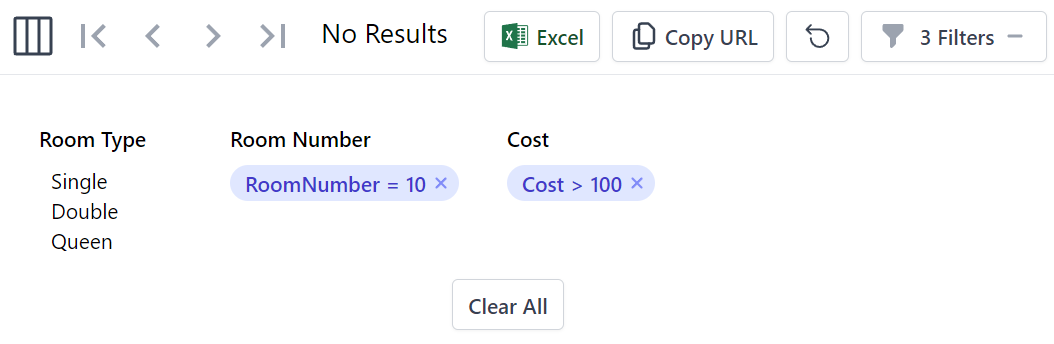 No Results
Excel
Copy URL
3 Filters
Room Type
Room Number
Cost
Single
RoomNumber = 10 ×
Cost > 100 ×
Double
Queen
Clear All